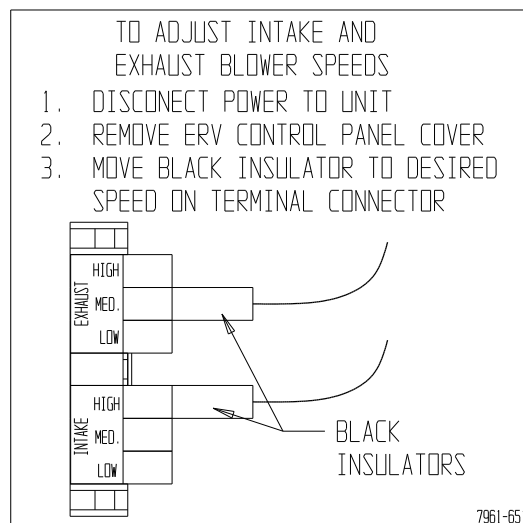 TO ADJUST INTAKE AND
EXHAUST BLOWER SPEEDS
1. DISCONECT POWER TO UNIT
2. REMOVE ERV CONTROL PANEL COVER
3. MOVE BLACK INSULATOR TO DESIRED
SPEED ON TERMINAL CONNECTOR
EXHAUST
HIGH
MED.
LOW
INTAKE
HIGH
MED.
LOW
BLACK
INSULATORS
7961-65